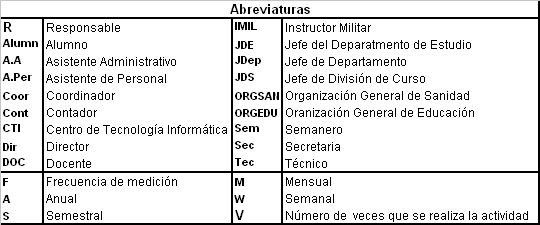 Abreviaturas
R Responsable IMIL Instructor Militar
Alumn Alumno JDE Jefe del Deparatmento de Estudio
A.A Asistente Administrativo JDep Jefe de Departamento
A.Per Asistente de Personal JDS Jefe de División de Curso
Coor Coordinador ORGSAN Organización General de Sanidad
Cont Contador ORGEDU Oranización General de Educación
CTI Centro de Tecnología Informática Sem Semanero
Dir Director Sec Secretaria
DOC Docente Tec Técnico
F Frecuencia de medición M Mensual
A Anual W Semanal
S Semestral V Número de veces que se realiza la actividad